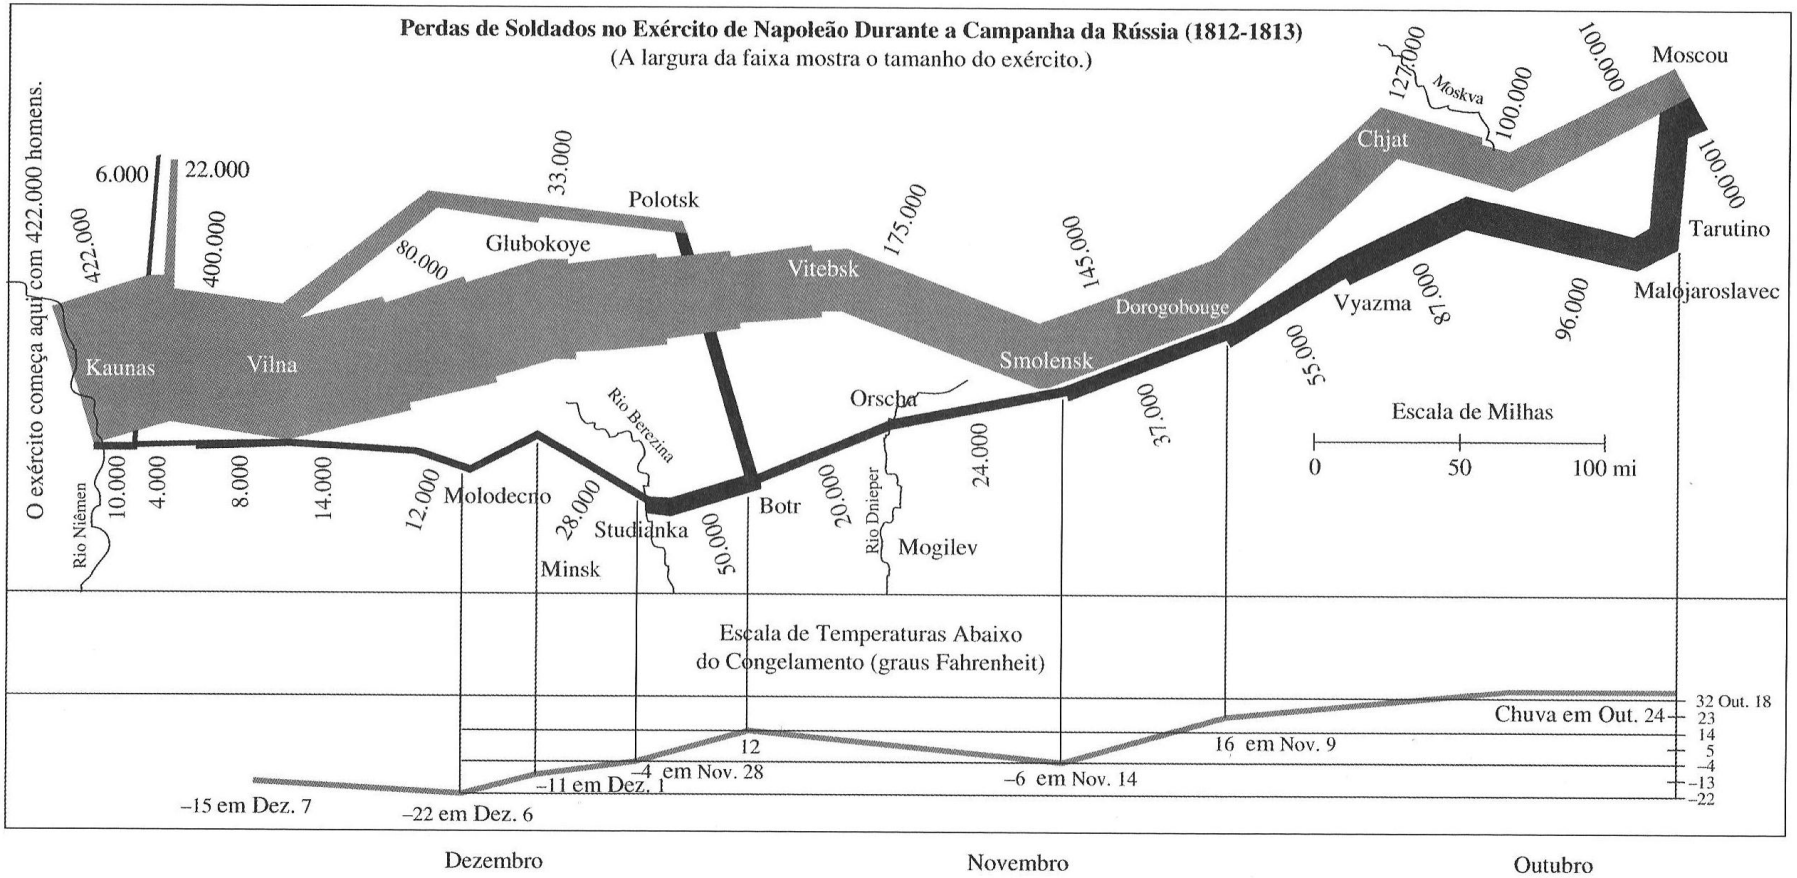 Perdas de Soldados no Exército de Napoleão Durante a Campanha da Rússia (1812-1813)
(A largura da faixa mostra o tamanho do exército.)
O exército começa aqui com 422.000 homens.
422.000
6.000
22.000
400.000
80.000
33.000
Glubokoye
Polotsk
175.000
145.000
127.000
Moskva
100.000
100.000
Moscou
100.000
Tarutino
Malojaroslavec
Kaunas
Vilna
Vitebsk
Smolensk
Dorogobouge
Chjat
Vyazma
96.000
87.000
55.000
37.000
24.000
Orscha
Rio Dnieper
Mogilev
20.000
Botr
50.000
Rio Berezina
Studianka
28.000
Minsk
Molodecno
12.000
14.000
8.000
4.000
10.000
Rio Niêmen
Escala de Milhas
0 50 100 mi
Escala de Temperaturas Abaixo
do Congelamento (graus Fahrenheit)
32 Out. 18
Chuva em Out. 24
23
14
5
–4
–13
–22
16 em Nov. 9
–6 em Nov. 14
12
–4 em Nov. 28
–11 em Dez. 1
–22 em Dez. 6
–15 em Dez. 7
Dezembro
Novembro
Outubro